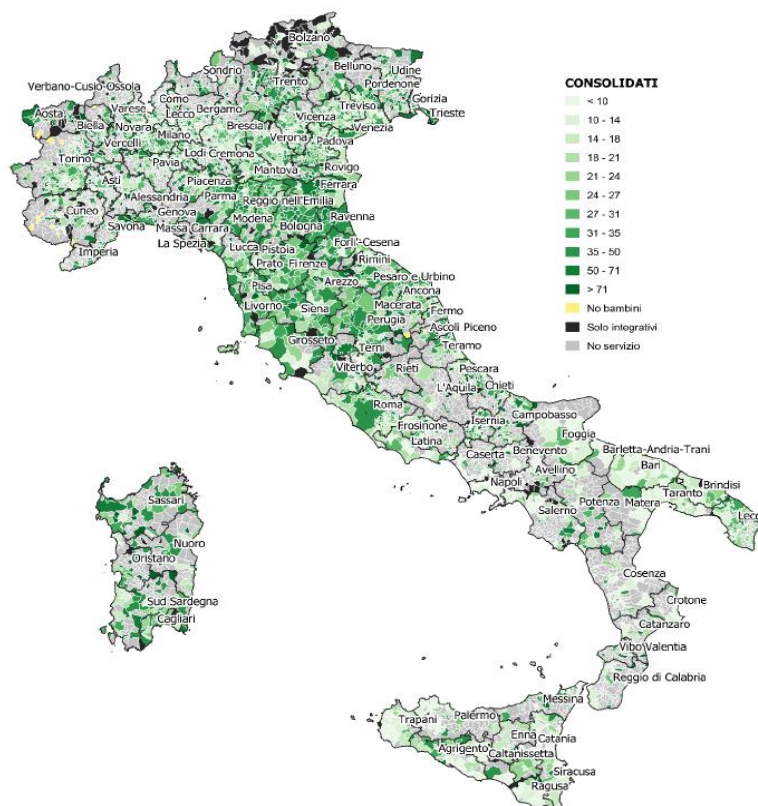 Bolzano
Sondrio
Belluno
Udine
Verbano-Cusio-Ossola
Trento
Pordenone
Como
Gorizia
Aosta
Varese
Lecco
Bergamo
Treviso
Trieste
Biella
Novara
Milano
Brescia
Vicenza
Venezia
Vercelli
Verona
Padova
Torino
Pavia
Lodi
Cremona
Mantova
Rovigo
Asti
Piacenza
Ferrara
Alessandria
Parma
Reggio nell'Emilia
Cuneo
Genova
Modena
Ravenna
Savona
Massa Carrara
Bologna
Imperia
La Spezia
Lucca
Pistoia
Forli'-Cesena
Prato
Firenze
Rimini
Pisa
Arezzo
Pesaro e Urbino
Ancona
Livorno
Siena
Macerata
Fermo
Perugia
Ascoli Piceno
Grosseto
Terni
Teramo
Viterbo
Rieti
Pescara
L'Aquila
Chieti
Roma
Campobasso
Isernia
Foggia
Frosinone
Latina
Caserta
Benevento
Barletta-Andria-Trani
Avellino
Bari
Napoli
Brindisi
Potenza
Taranto
Salerno
Matera
Lecc
Sassari
Nuoro
Oristano
Cosenza
Sud Sardegna
Crotone
Cagliari
Catanzaro
Vibo Valentia
Reggio di Calabria
Messina
Trapani
Palermo
Enna
Catania
Agrigento
Caltanissetta
Siracusa
Ragusa
CONSOLIDATI
< 10
10 - 14
14 - 18
18 - 21
21 - 24
24 - 27
27 - 31
31 - 35
35 - 50
50 - 71
> 71
No bambini
Solo integrativi
No servizio